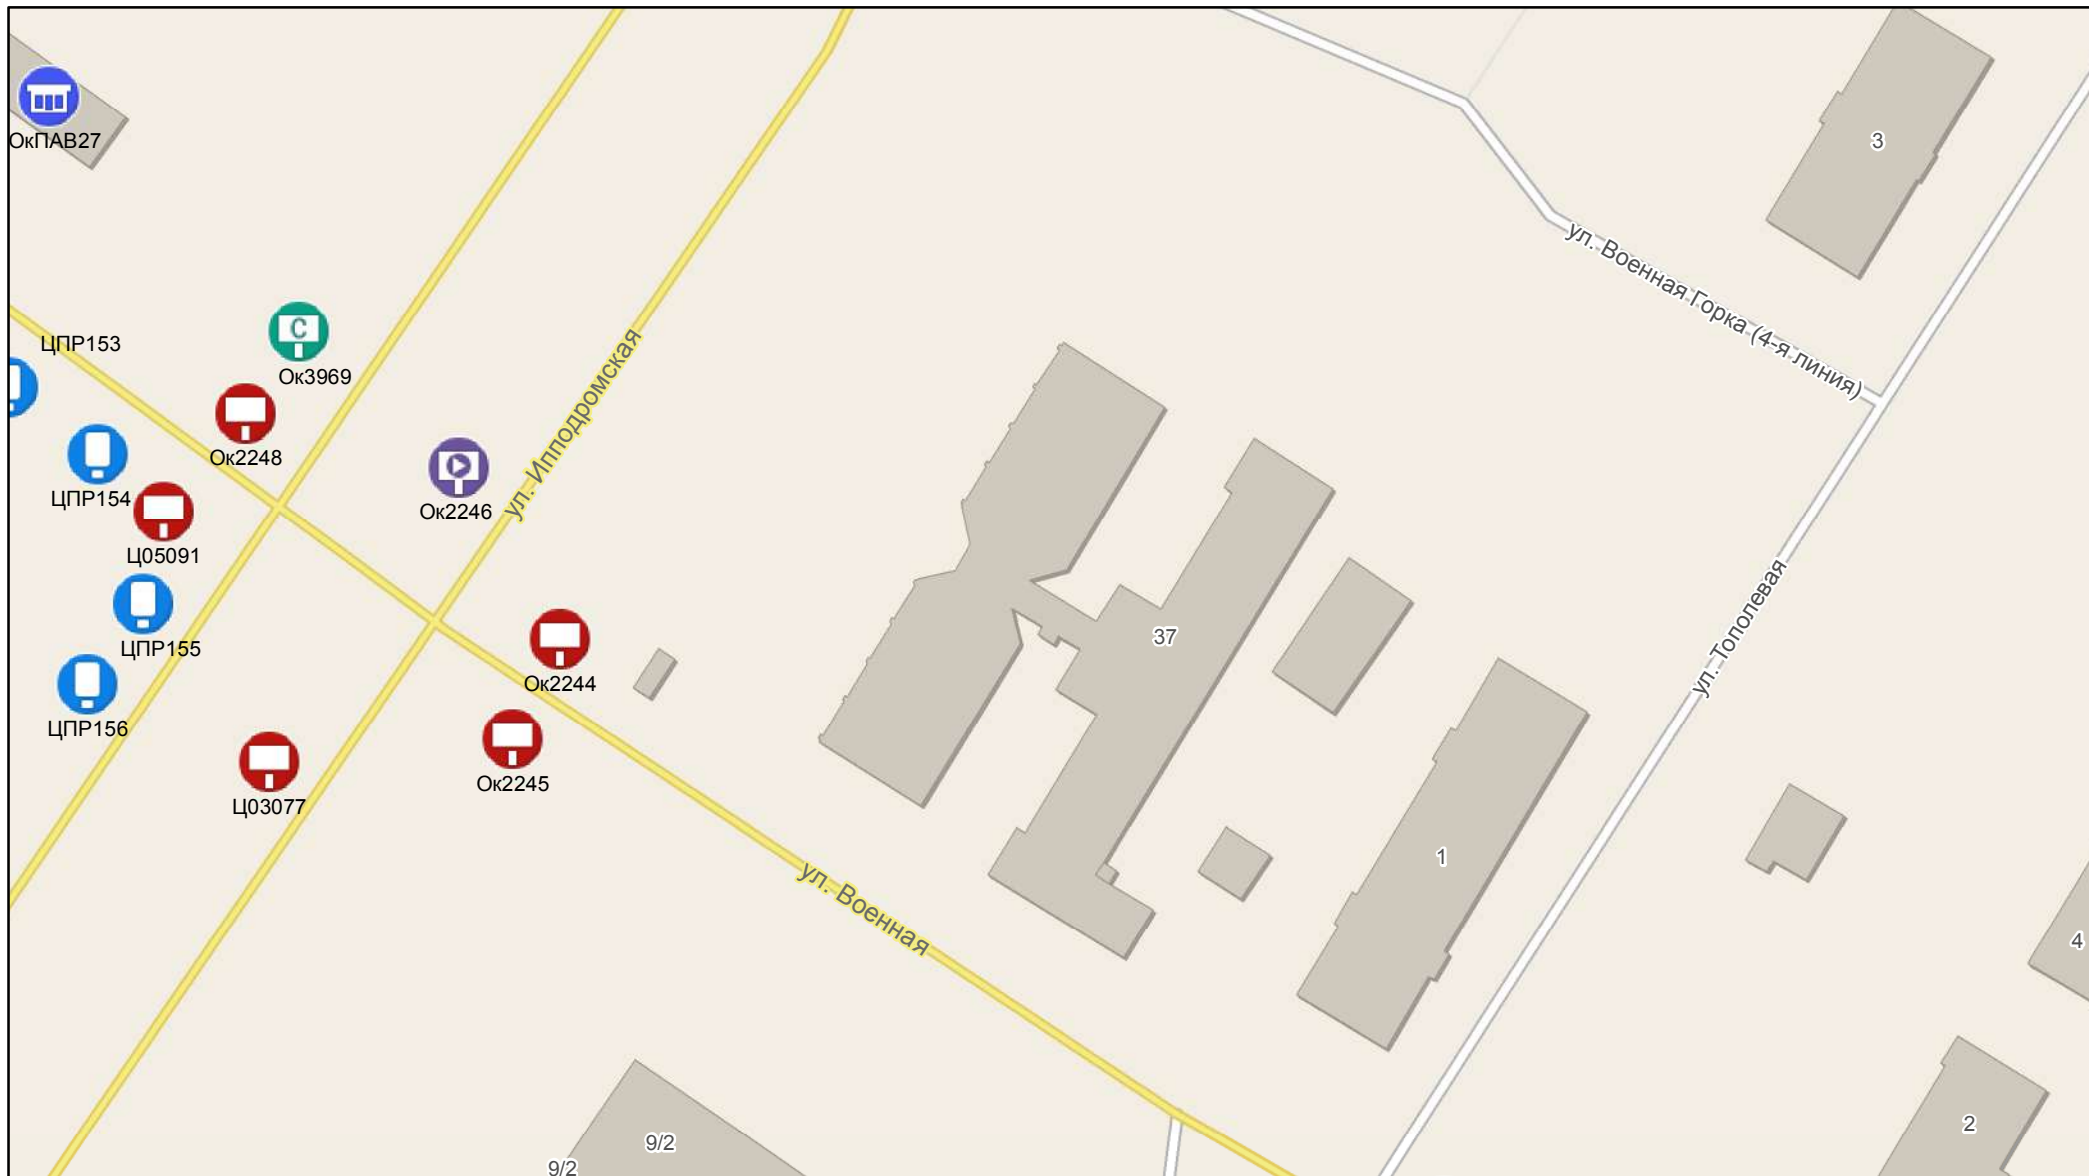 ОкПАВ27
3
ул. Военная Горка (4-я линия)
ЦПР153
С
Ок3969
ул. Ипподромская
Ок2248
ЦПР154
Ок2246
Ц05091
ул. Тополевая
ЦПР155
37
Ок2244
ЦПР156
Ок2245
Ц03077
1
ул. Военная
4
2
9/2
9/2